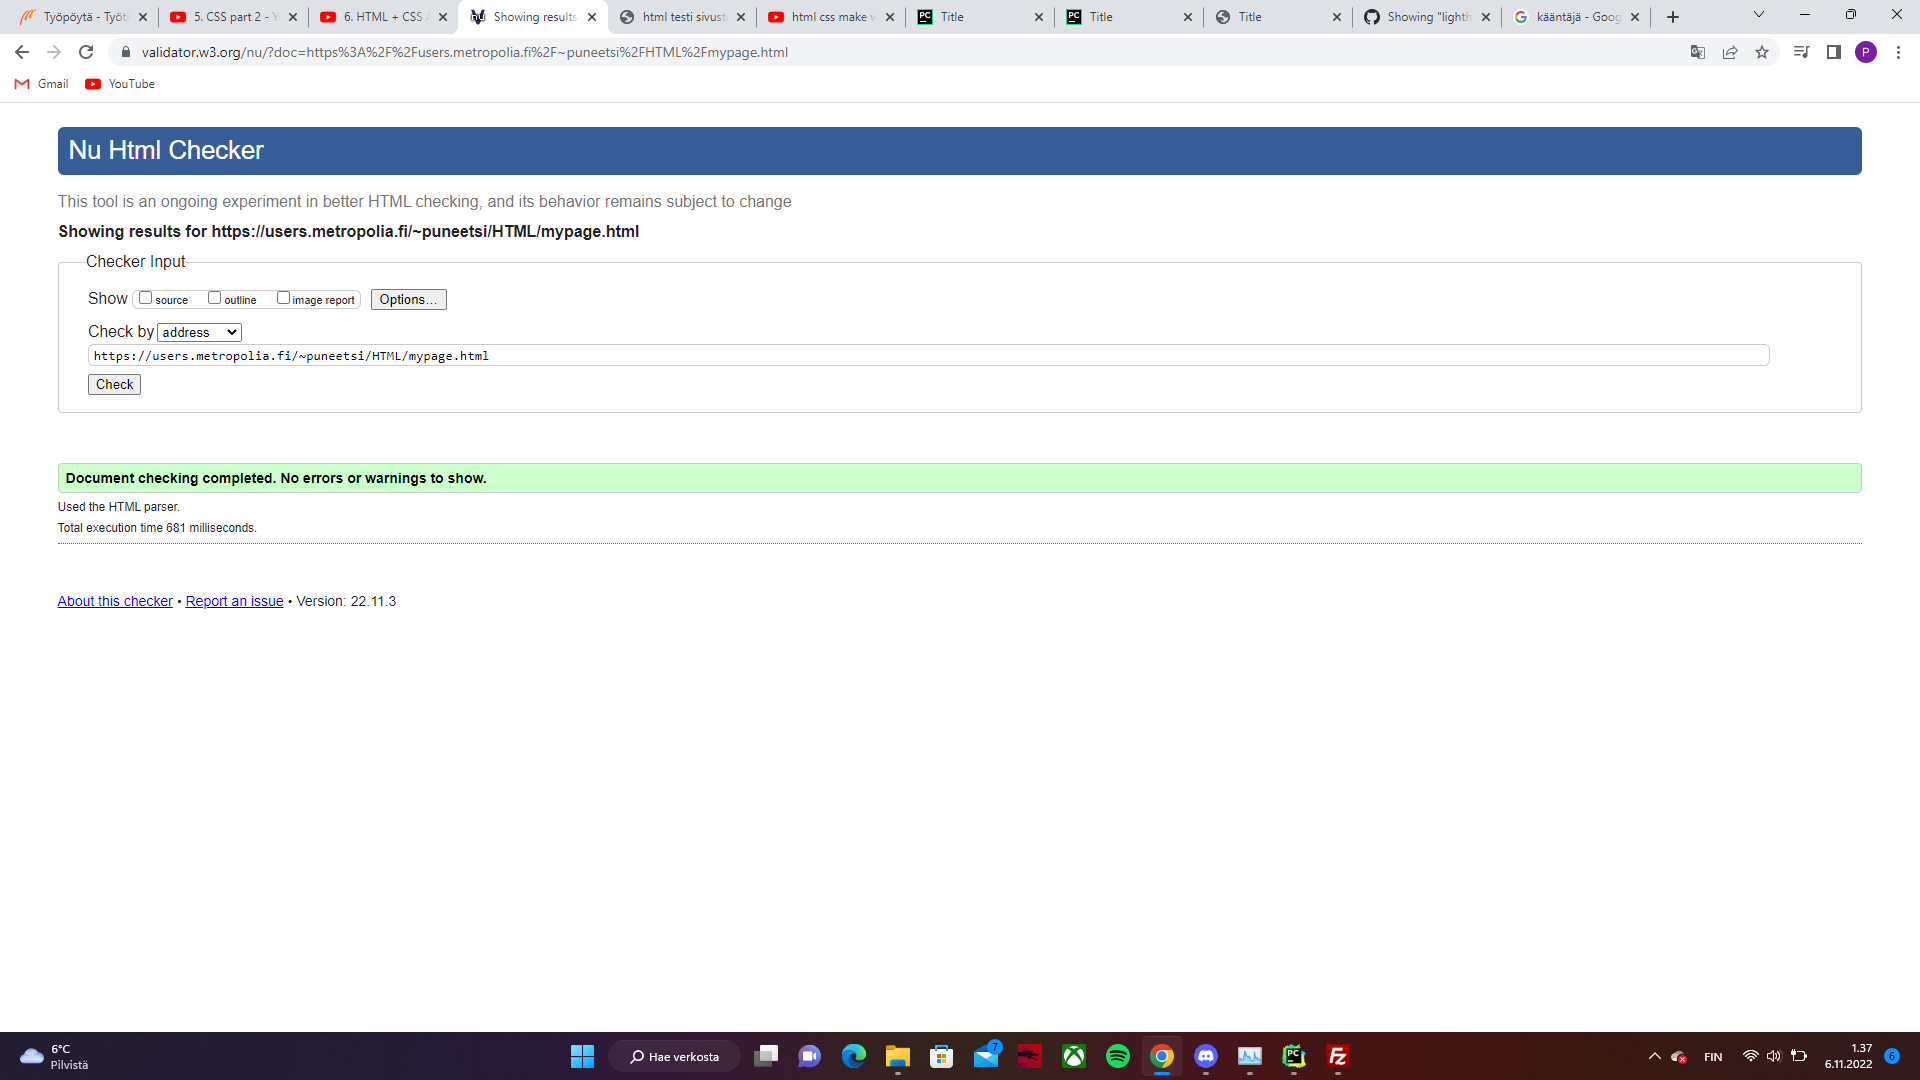 Työpöytä - Työti
5. CSS part 2 - Y
6. HTML + CSS
Showing results
html testi sivust
html css make w
Title
Title
Title
Showing "lighth
kääntäjä - Goog
validator.w3.org/nu/?doc=https%3A%2F%2Fusers.metropolia.fi%2F~puneetsi%2FHTML%2Fmypage.html
P
Gmail
YouTube
Nu Html Checker
This tool is an ongoing experiment in better HTML checking, and its behavior remains subject to change
Showing results for https://users.metropolia.fi/~puneetsi/HTML/mypage.html
Checker Input
Show source outline image report Options...
Check by address
https://users.metropolia.fi/~puneetsi/HTML/mypage.html
Check
Document checking completed. No errors or warnings to show.
Used the HTML parser.
Total execution time 681 milliseconds.
About this checker • Report an issue • Version: 22.11.3
6°C
Pilvistä
Hae verkosta
7
FIN
1.37
6.11.2022
6